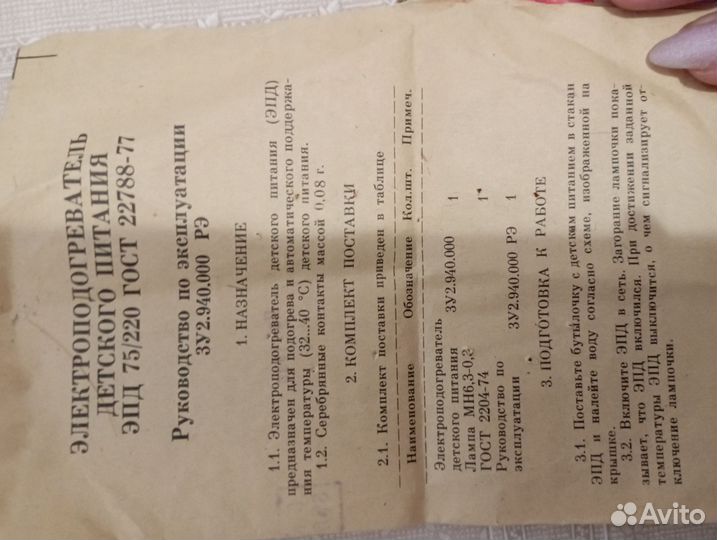 ЭЛЕКТРОПОДОГРЕВАТЕЛЬ
ДЕТСКОГО ПИТАНИЯ
ЭПД 75/220 ГОСТ 22788-77
Руководство по эксплуатации
ЗУ2.940.000 РЭ
1. НАЗНАЧЕНИЕ
1.1. Электроподогреватель детского питания (ЭПД)
предназначен для подогрева и автоматического поддержа-
ния температуры (32...40 °С) детского питания.
1.2. Серебрянные контакты массой 0,08 г.
2. КОМПЛЕКТ ПОСТАВКИ
2.1. Комплект поставки приведен в таблице
Наименование Обозначение Кол.шт. Примеч.
Электроподогреватель
детского питания ЗУ2.940.000 1
Лампа МН6,3-0,3
ГОСТ 2204-74 1
Руководство по
эксплуатации ЗУ2.940.000 РЭ 1
3. ПОДГОТОВКА К РАБОТЕ
3.1. Поставьте бутылочку с детским питанием в стакан
ЭПД и налейте воду согласно схеме, изображенной на
крышке.
3.2. Включите ЭПД в сеть. Загорание лампочки пока-
зывает, что ЭПД включился. При достижении заданной
температуры ЭПД выключится, о чем сигнализирует от-
ключение лампочки.
Avito